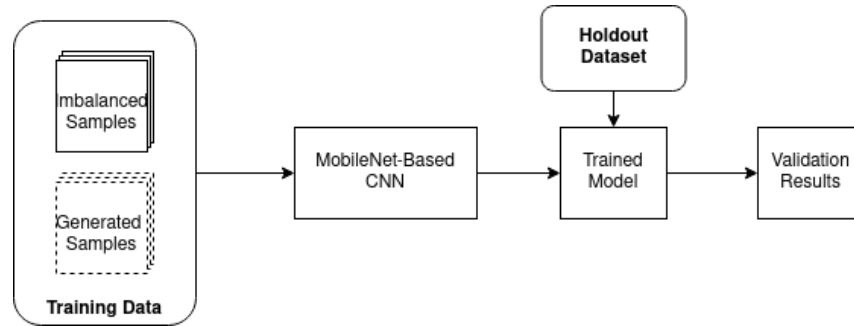 Imbalanced
Samples
Generated
Samples
Training Data
MobileNet-Based
CNN
Holdout
Dataset
Trained
Model
Validation
Results